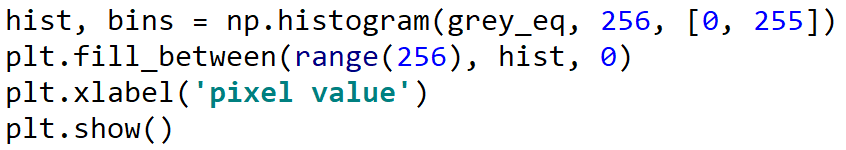 hist, bins = np.histogram(grey_eq, 256, [0, 255])
plt.fill_between(range(256), hist, 0)
plt.xlabel('pixel value')
plt.show()